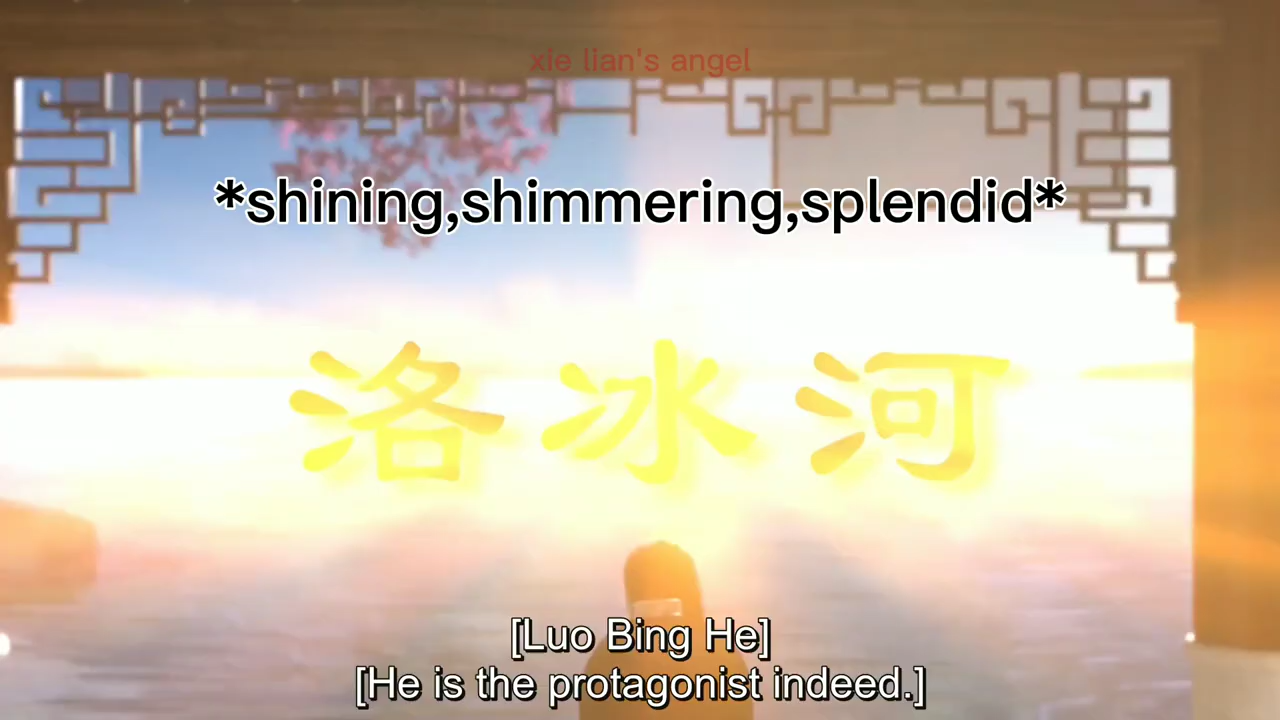 xie lian's angel
*shining,shimmering,splendid*
洛冰河
[Luo Bing He]
[He is the protagonist indeed.]